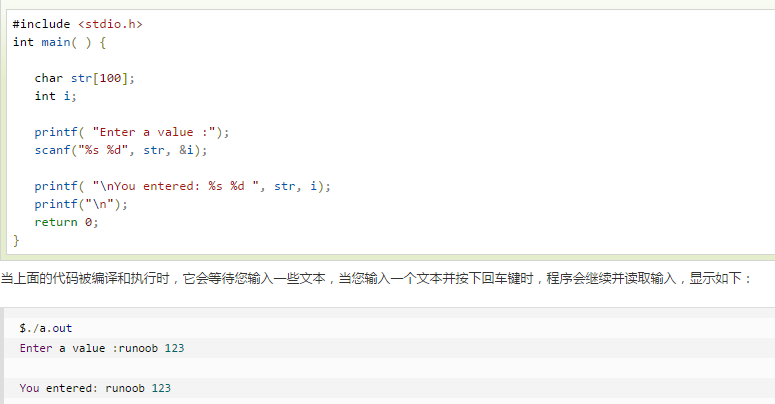 #include <stdio.h>
int main( ) {
char str[100];
int i;
printf( "Enter a value :");
scanf("%s %d", str, &i);
printf( "\nYou entered: %s %d ", str, i);
printf("\n");
return 0;
}
当上面的代码被编译和执行时，它会等待您输入一些文本，当您输入一个文本并按下回车键时，程序会继续并读取输入，显示如下：
$./a.out
Enter a value :runoob 123
You entered: runoob 123